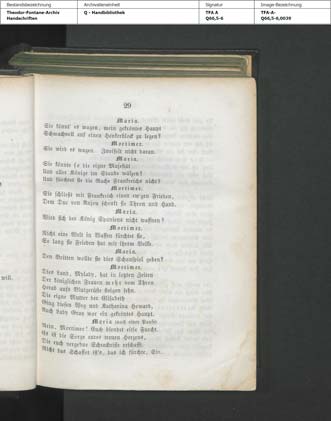 Bestandsbezeichnung Archivalieneinheit Signatur Image-Bezeichnung
Theodor-Fontane-Archiv Q - Handbibliothek TFA A TFA-A-
Handschriften Q66,5-6 Q66,5-6,0039
29
Maria.
Sie könnt' es wagen, mein gekröntes Haupt
Schmachvoll auf einen Henkerblock zu legen?
Mortimer.
Sie wird es wagen. Zweifelt nicht daran.
Maria.
Sie könnte so die eigne Majestät
Und aller Könige im Staube wälzen?
Und fürchtet sie die Rache Frankreichs nicht?
Mortimer.
Sie schließt mit Frankreich einen ew'gen Frieden,
Dem Duc von Anjou schenkt sie Thron und Hand.
Maria.
Wird sich der König Spaniens nicht waffnen?
Mortimer.
Nicht eine Welt in Waffen fürchtet sie,
So lang sie Frieden hat mit ihrem Volke.
Maria.
Den Britten wollte sie dies Schauspiel geben?
Mortimer.
Dies Land, Mylady, hat in letzten Zeiten
Der königlichen Frauen mehr vom Thron
Herab aufs Blutgerüste steigen sehn.
Die eigne Mutter der Elisabeth
Ging diesen Weg und Katharina Howard,
Auch Lady Gray war ein gekröntes Haupt.
Maria (nach einer Pause)
Nein, Mortimer! Euch blendet eitle Furcht.
Es ist die Sorge eures treuen Herzens,
Die euch vergebne Schrecknisse erschafft.
Nicht das Schaffot ist's, das ich fürchte, Sir.
will.